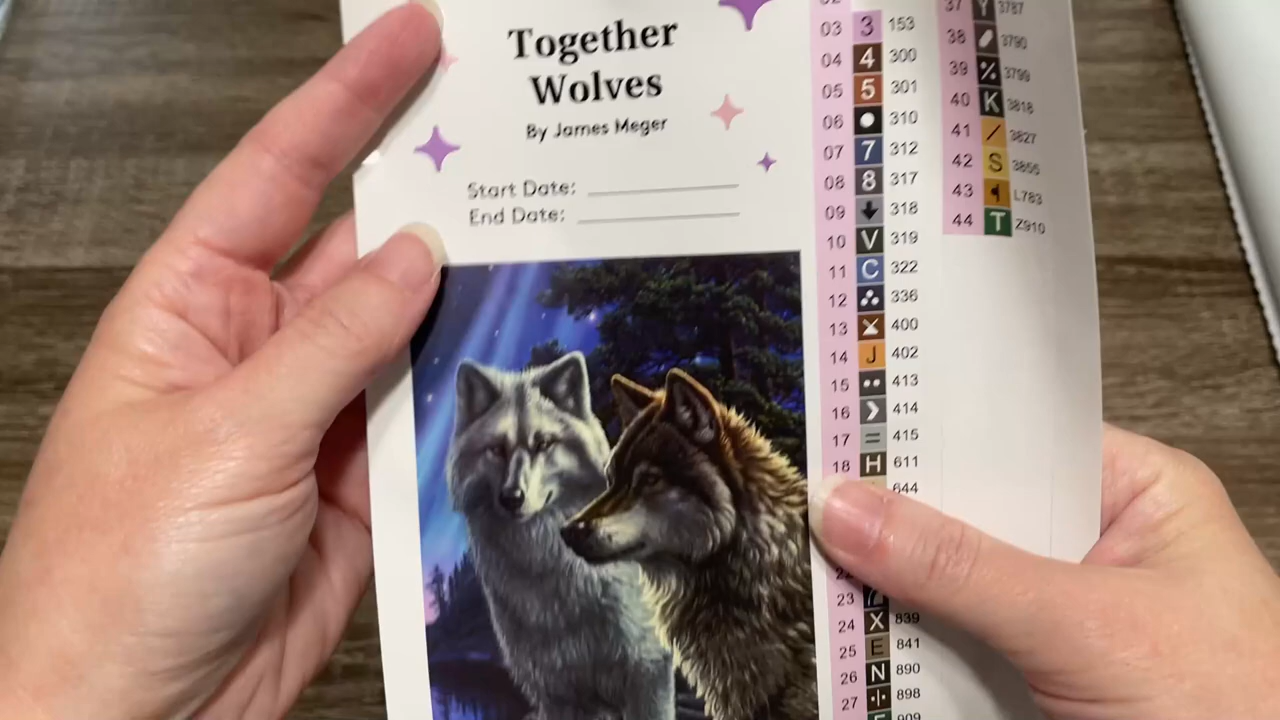 Together
Wolves
By James Meger
Start Date:
End Date:
03 3 153
04 4 300
05 5 301
06 310
07 7 312
08 8 317
09 318
10 V 319
11 C 322
12 336
13 400
14 J 402
15 413
16 414
17 = 415
18 H 611
644
23
24 X 839
25 E 841
26 N 890
27 898
909
37 Y 3787
38 3790
39 3799
40 K 3818
41 / 3827
42 S 3855
43 L783
44 T Z910